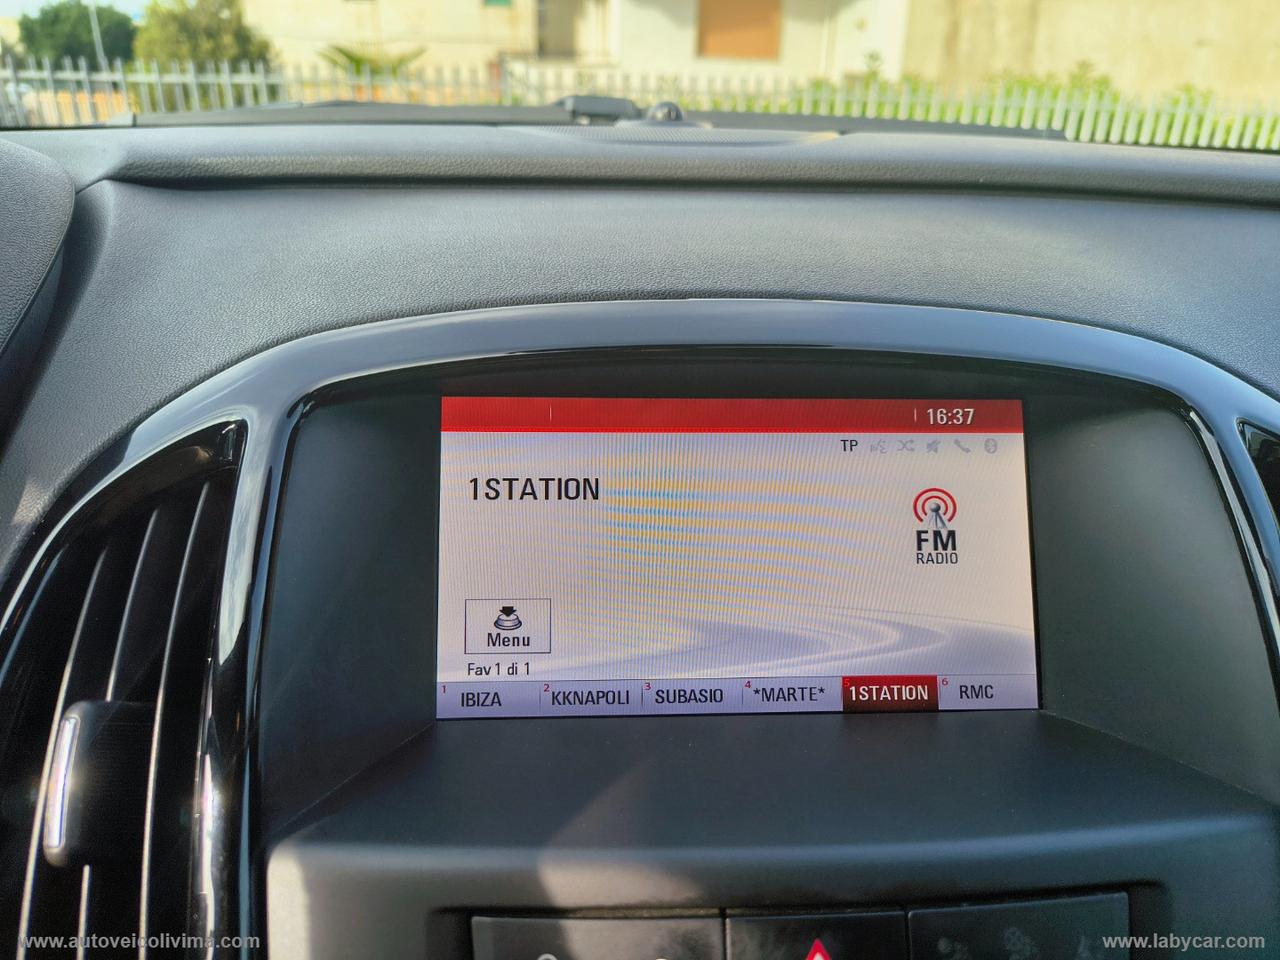 16:37
TP
1STATION
FM
RADIO
Menu
Fav 1 di 1
1 IBIZA 2 KKNAPOLI 3 SUBASIO 4 *MARTE* 5 1STATION 6 RMC
www.autoveicolivima.com
www.labycar.com